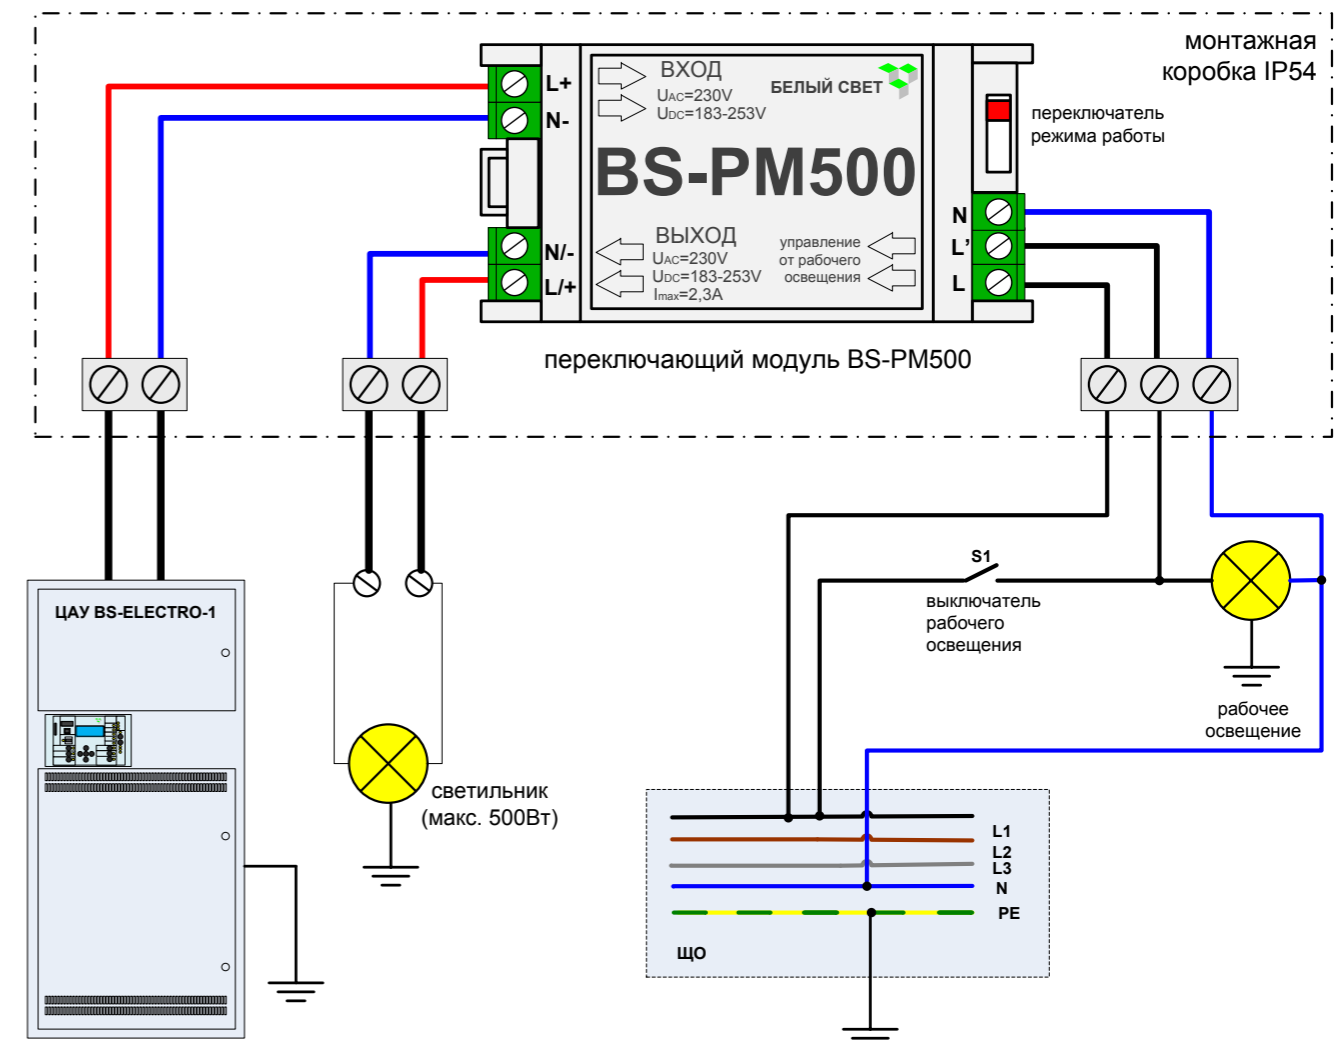 монтажная
коробка IP54
L+
N-
ВХОД
UAC=230V
UDC=183-253V
БЕЛЫЙ СВЕТ
переключатель
режима работы
BS-PM500
N/-
L/+
ВЫХОД
UAC=230V
UDC=183-253V
Imax=2,3A
управление
от рабочего
освещения
N
L’
L
переключающий модуль BS-PM500
ЦАУ BS-ELECTRO-1
S1
выключатель
рабочего
освещения
рабочее
освещение
светильник
(макс. 500Вт)
L1
L2
L3
N
PE
ЩО